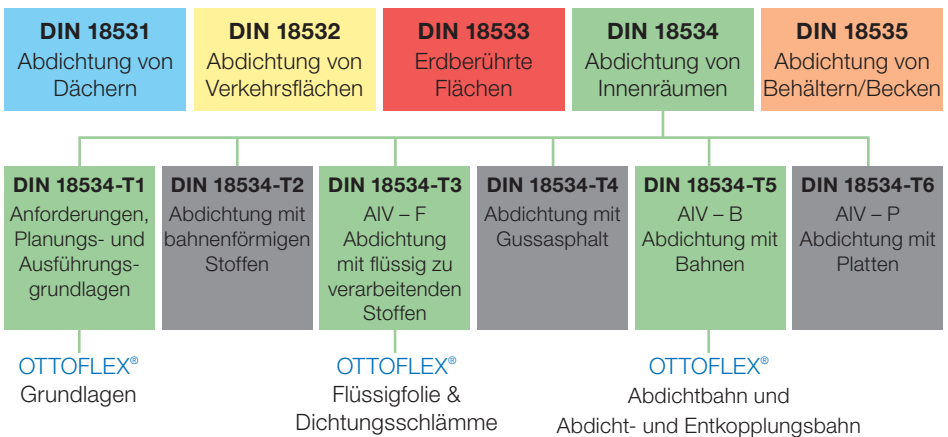 DIN 18531
Abdichtung von
Dächern
DIN 18532
Abdichtung von
Verkehrsflächen
DIN 18533
Erdberührte
Flächen
DIN 18534
Abdichtung von
Innenräumen
DIN 18535
Abdichtung von
Behältern/Becken
DIN 18534-T1
Anforderungen,
Planungs- und
Ausführungs-
grundlagen
DIN 18534-T2
Abdichtung mit
bahnenförmigen
Stoffen
DIN 18534-T3
AIV – F
Abdichtung
mit flüssig zu
verarbeitenden
Stoffen
DIN 18534-T4
Abdichtung mit
Gussasphalt
DIN 18534-T5
AIV – B
Abdichtung mit
Bahnen
DIN 18534-T6
AIV – P
Abdichtung mit
Platten
OTTOFLEX®
Grundlagen
OTTOFLEX®
Flüssigfolie &
Dichtungsschlämme
OTTOFLEX®
Abdichtbahn und
Abdicht- und Entkopplungsbahn